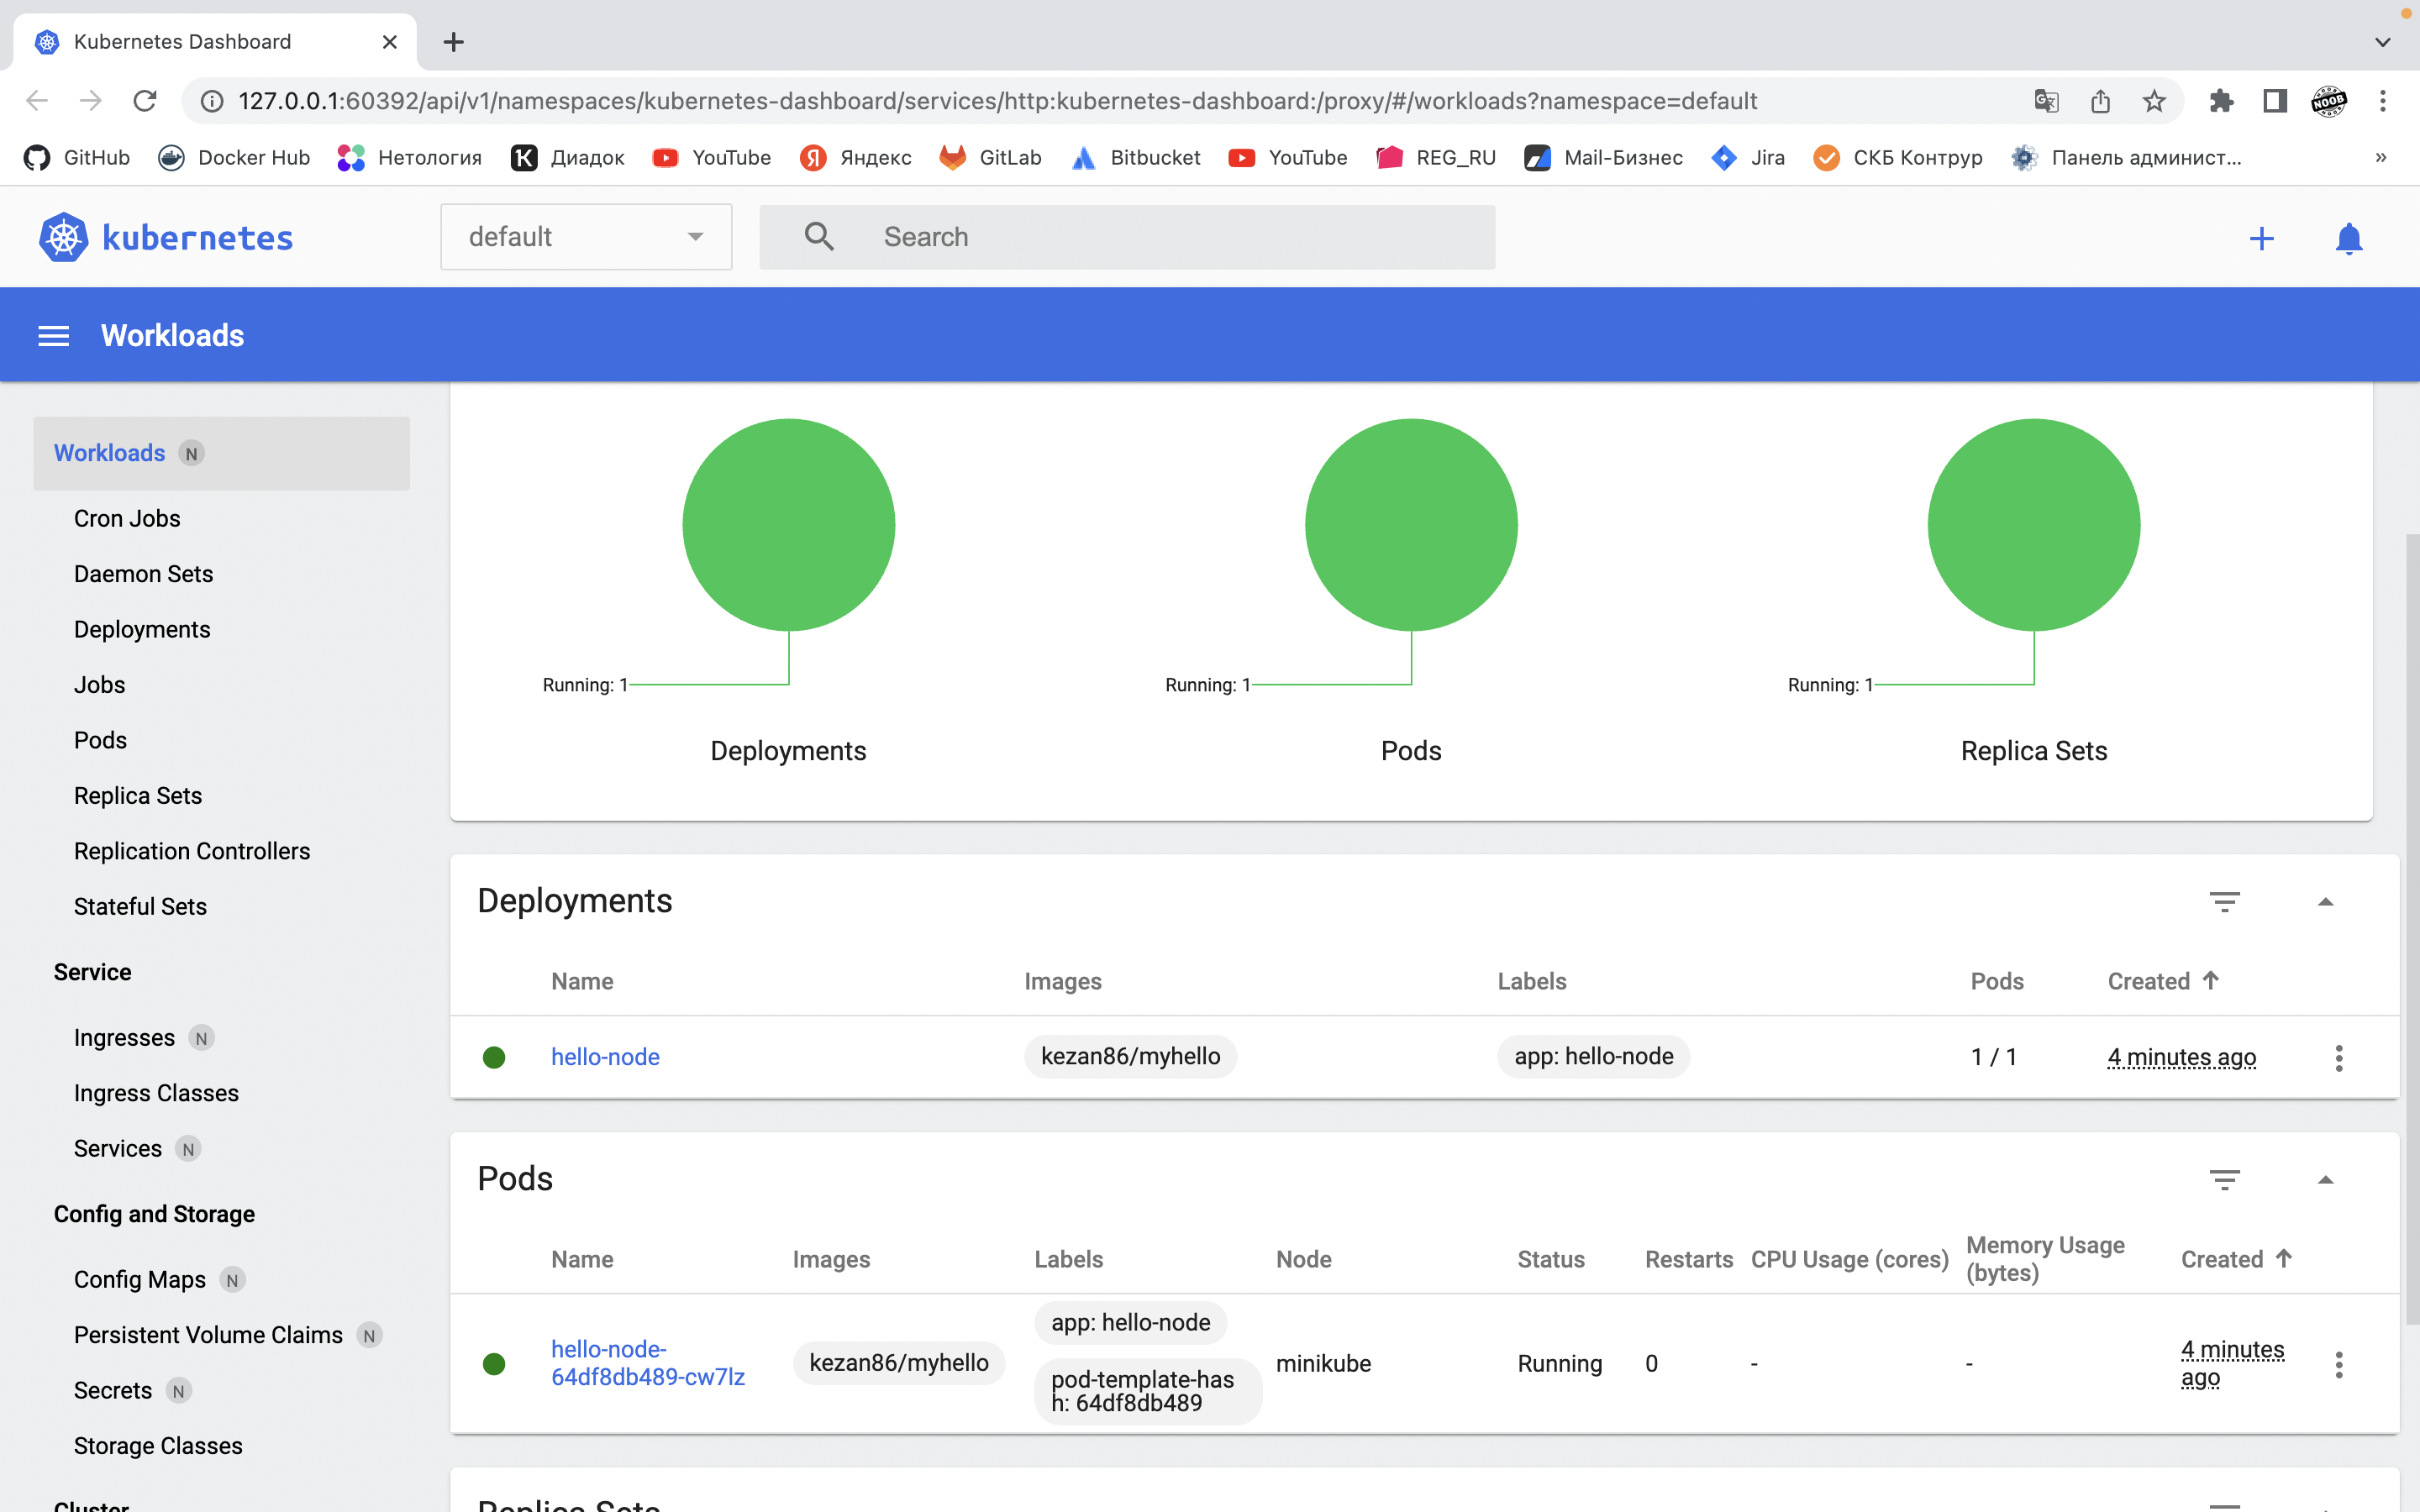 Kubernetes Dashboard
127.0.0.1:60392/api/v1/namespaces/kubernetes-dashboard/services/http:kubernetes-dashboard:/proxy/#/workloads?namespace=default
NOOB
GitHub Docker Hub Нетология Диадок YouTube Яндекс GitLab Bitbucket YouTube REG_RU Mail-Бизнес Jira СКБ Контрур Панель админист...
kubernetes default Search
Workloads
Workloads N
Cron Jobs
Daemon Sets
Deployments
Jobs
Pods
Replica Sets
Replication Controllers
Stateful Sets
Service
Ingresses N
Ingress Classes
Services N
Config and Storage
Config Maps N
Persistent Volume Claims N
Secrets N
Storage Classes
Cluster
Running: 1 Running: 1 Running: 1
Deployments Pods Replica Sets
Deployments
Name Images Labels Pods Created
hello-node kezan86/myhello app: hello-node 1 / 1 4 minutes ago
Pods
Name Images Labels Node Status Restarts CPU Usage (cores) Memory Usage (bytes) Created
hello-node-
64df8db489-cw7lz
kezan86/myhello
app: hello-node
pod-template-has
h: 64df8db489
minikube Running 0 - -
4 minutes
ago
Replica Sets